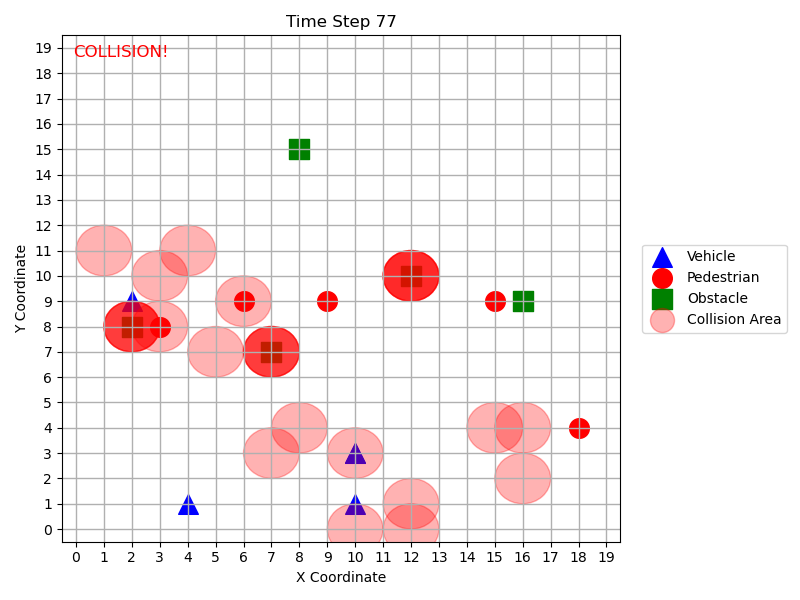 Time Step 77
COLLISION!
Y Coordinate
19
18
17
16
15
14
13
12
11
10
9
8
7
6
5
4
3
2
1
0
0 1 2 3 4 5 6 7 8 9 10 11 12 13 14 15 16 17 18 19
X Coordinate
Vehicle
Pedestrian
Obstacle
Collision Area